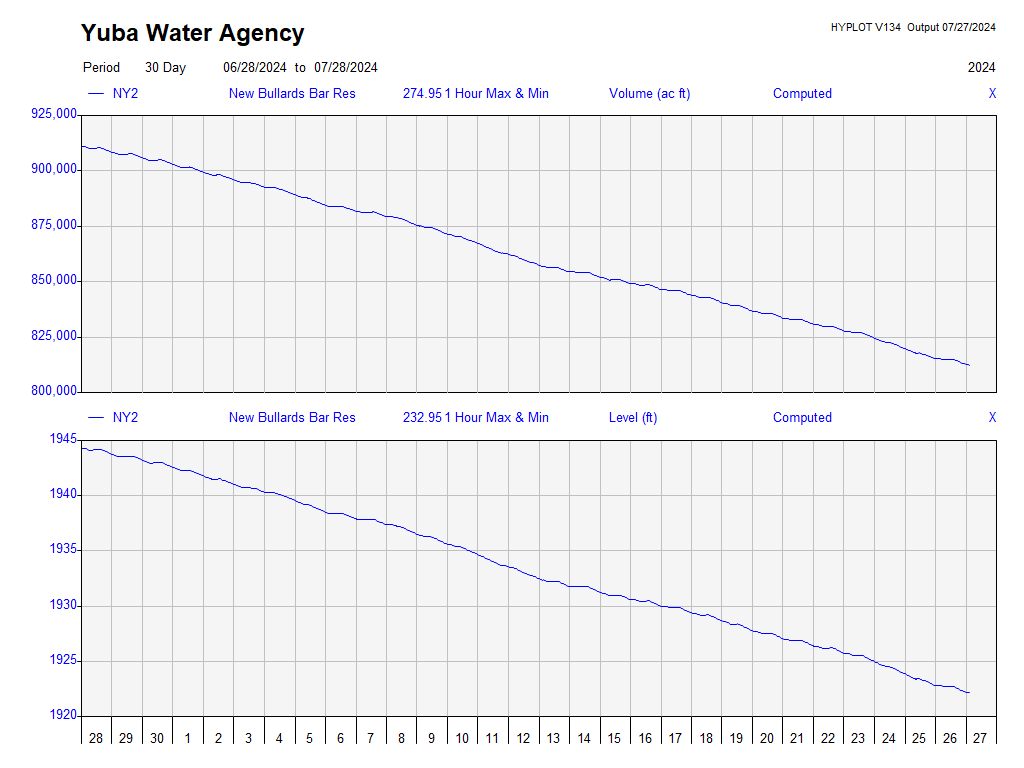 Yuba Water Agency
HYPLOT V134 Output 07/27/2024
Period 30 Day 06/28/2024 to 07/28/2024 2024
NY2 New Bullards Bar Res 274.95 1 Hour Max & Min Volume (ac ft) Computed X
925,000
900,000
875,000
850,000
825,000
800,000
NY2 New Bullards Bar Res 232.95 1 Hour Max & Min Level (ft) Computed X
1945
1940
1935
1930
1925
1920
28 29 30 1 2 3 4 5 6 7 8 9 10 11 12 13 14 15 16 17 18 19 20 21 22 23 24 25 26 27